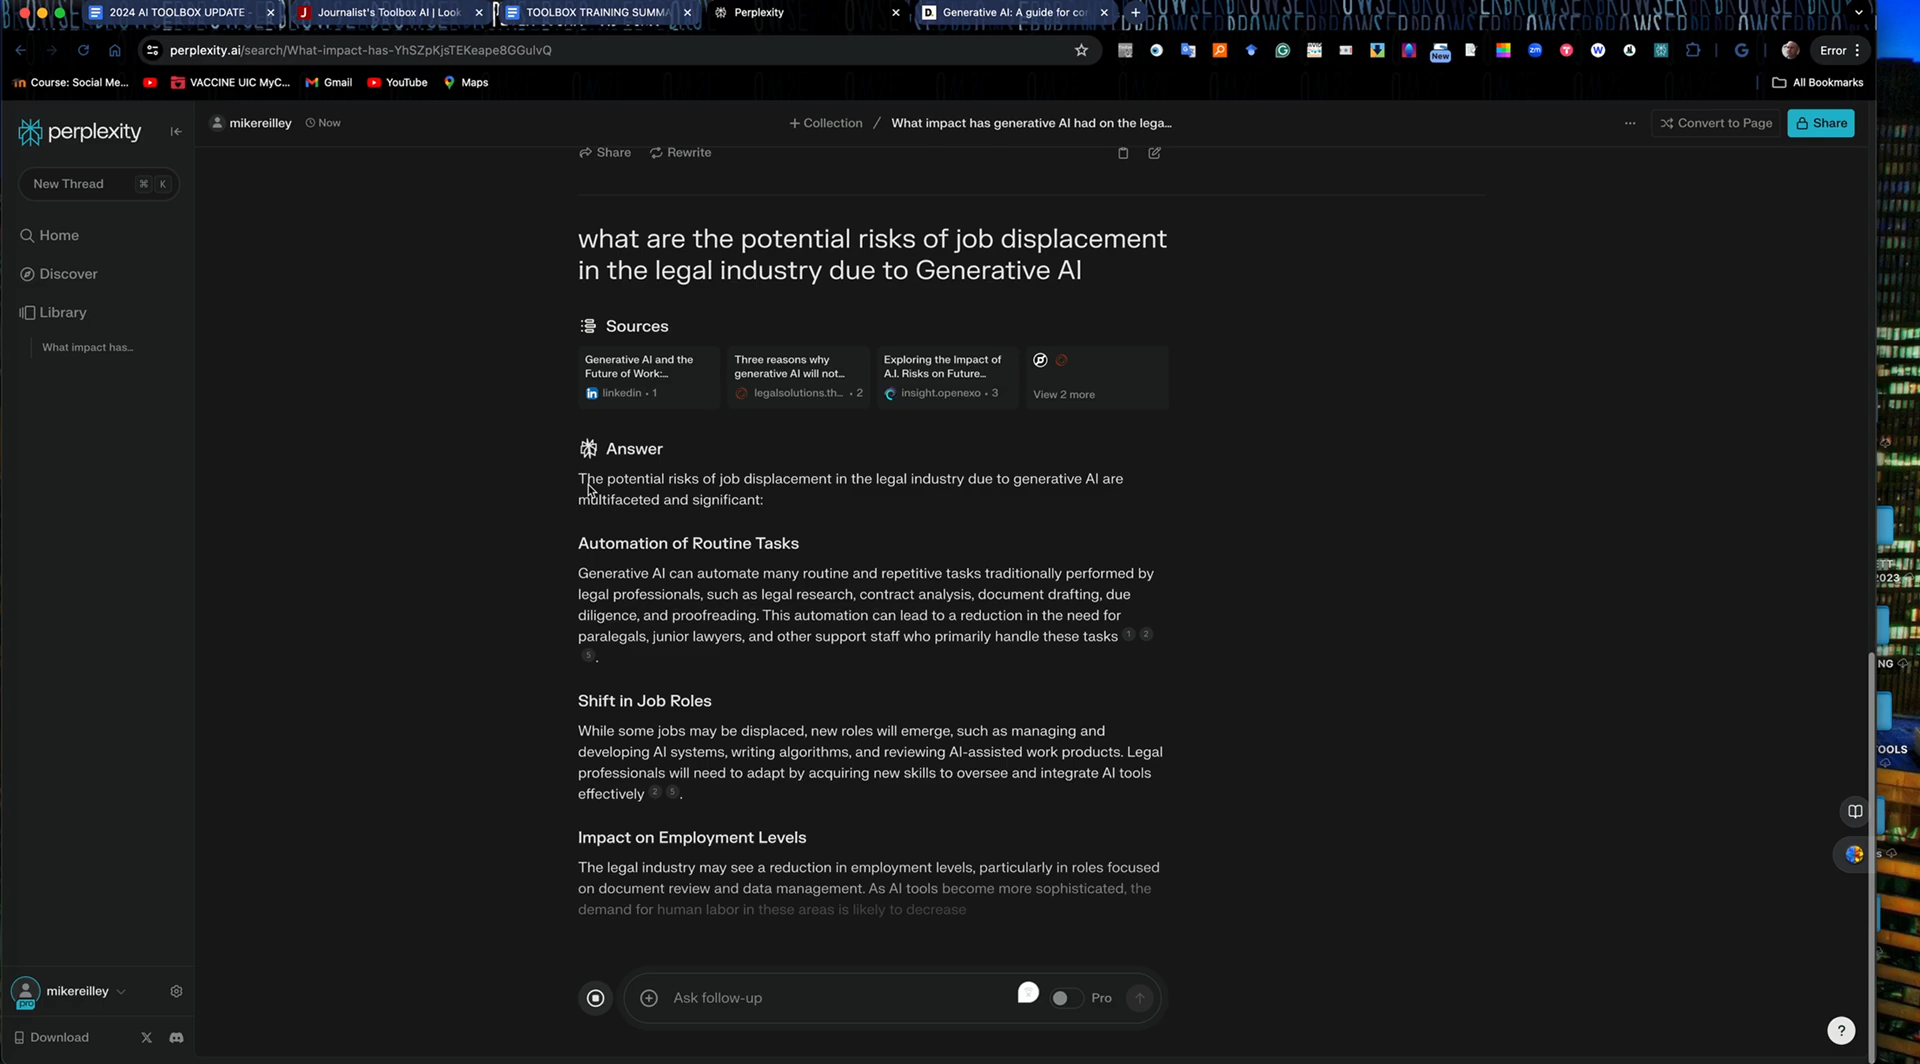 2024 AI TOOLBOX UPDATE -
Journalist's Toolbox AI | Look
TOOLBOX TRAINING SUMMA
Perplexity
Generative AI: A guide for co
perplexity.ai/search/What-impact-has-YhSZpKjsTEKeape8GGulvQ
New
Error
Course: Social Me...
VACCINE UIC MyC...
Gmail
YouTube
Maps
All Bookmarks
perplexity
mikereilley
Now
+ Collection / What impact has generative AI had on the lega...
Convert to Page
Share
New Thread ⌘ K
Home
Discover
Library
What impact has...
Share
Rewrite
what are the potential risks of job displacement
in the legal industry due to Generative AI
Sources
Generative AI and the
Future of Work:...
linkedin • 1
Three reasons why
generative AI will not...
legalsolutions.th... • 2
Exploring the Impact of
A.I. Risks on Future...
insight.openexo • 3
View 2 more
Answer
The potential risks of job displacement in the legal industry due to generative AI are
multifaceted and significant:
Automation of Routine Tasks
Generative AI can automate many routine and repetitive tasks traditionally performed by
legal professionals, such as legal research, contract analysis, document drafting, due
diligence, and proofreading. This automation can lead to a reduction in the need for
paralegals, junior lawyers, and other support staff who primarily handle these tasks 1 2
5 .
Shift in Job Roles
While some jobs may be displaced, new roles will emerge, such as managing and
developing AI systems, writing algorithms, and reviewing AI-assisted work products. Legal
professionals will need to adapt by acquiring new skills to oversee and integrate AI tools
effectively 2 5 .
Impact on Employment Levels
The legal industry may see a reduction in employment levels, particularly in roles focused
on document review and data management. As AI tools become more sophisticated, the
demand for human labor in these areas is likely to decrease
Ask follow-up
Pro
mikereilley
pro
Download
?
2023
NG
OOLS